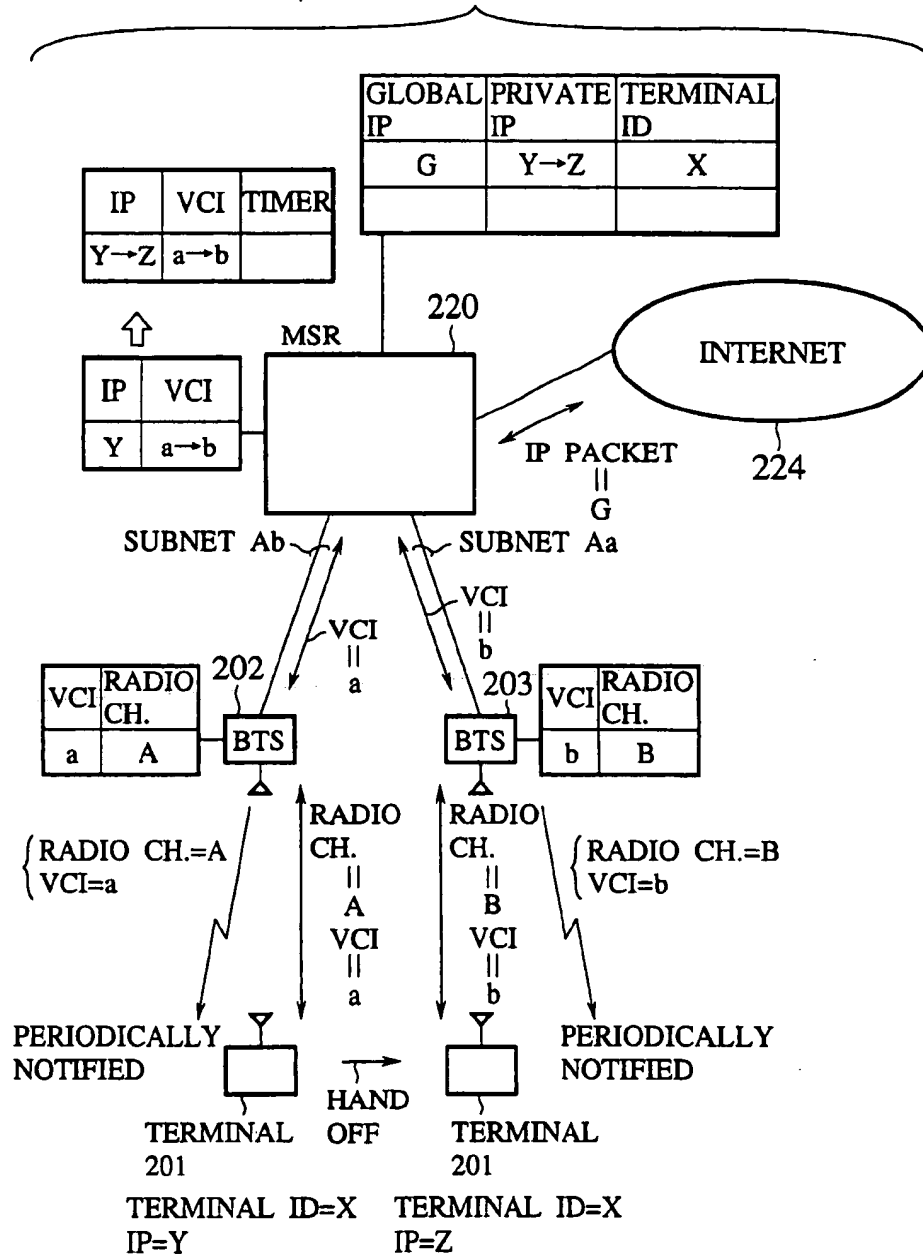 GLOBAL IP PRIVATE IP TERMINAL ID
G Y→Z X
IP VCI TIMER
Y→Z a→b
MSR
220
INTERNET
224
IP VCI
Y a→b
IP PACKET
=
G
SUBNET Ab
SUBNET Aa
VCI
=
a
VCI
=
b
202
203
VCI RADIO CH.
a A
BTS
BTS
VCI RADIO CH.
b B
RADIO CH.=A
VCI=a
RADIO
CH.
=
A
VCI
=
a
RADIO
CH.
=
B
VCI
=
b
RADIO CH.=B
VCI=b
PERIODICALLY
NOTIFIED
PERIODICALLY
NOTIFIED
HAND
OFF
TERMINAL
201
TERMINAL
201
TERMINAL ID=X
IP=Y
TERMINAL ID=X
IP=Z